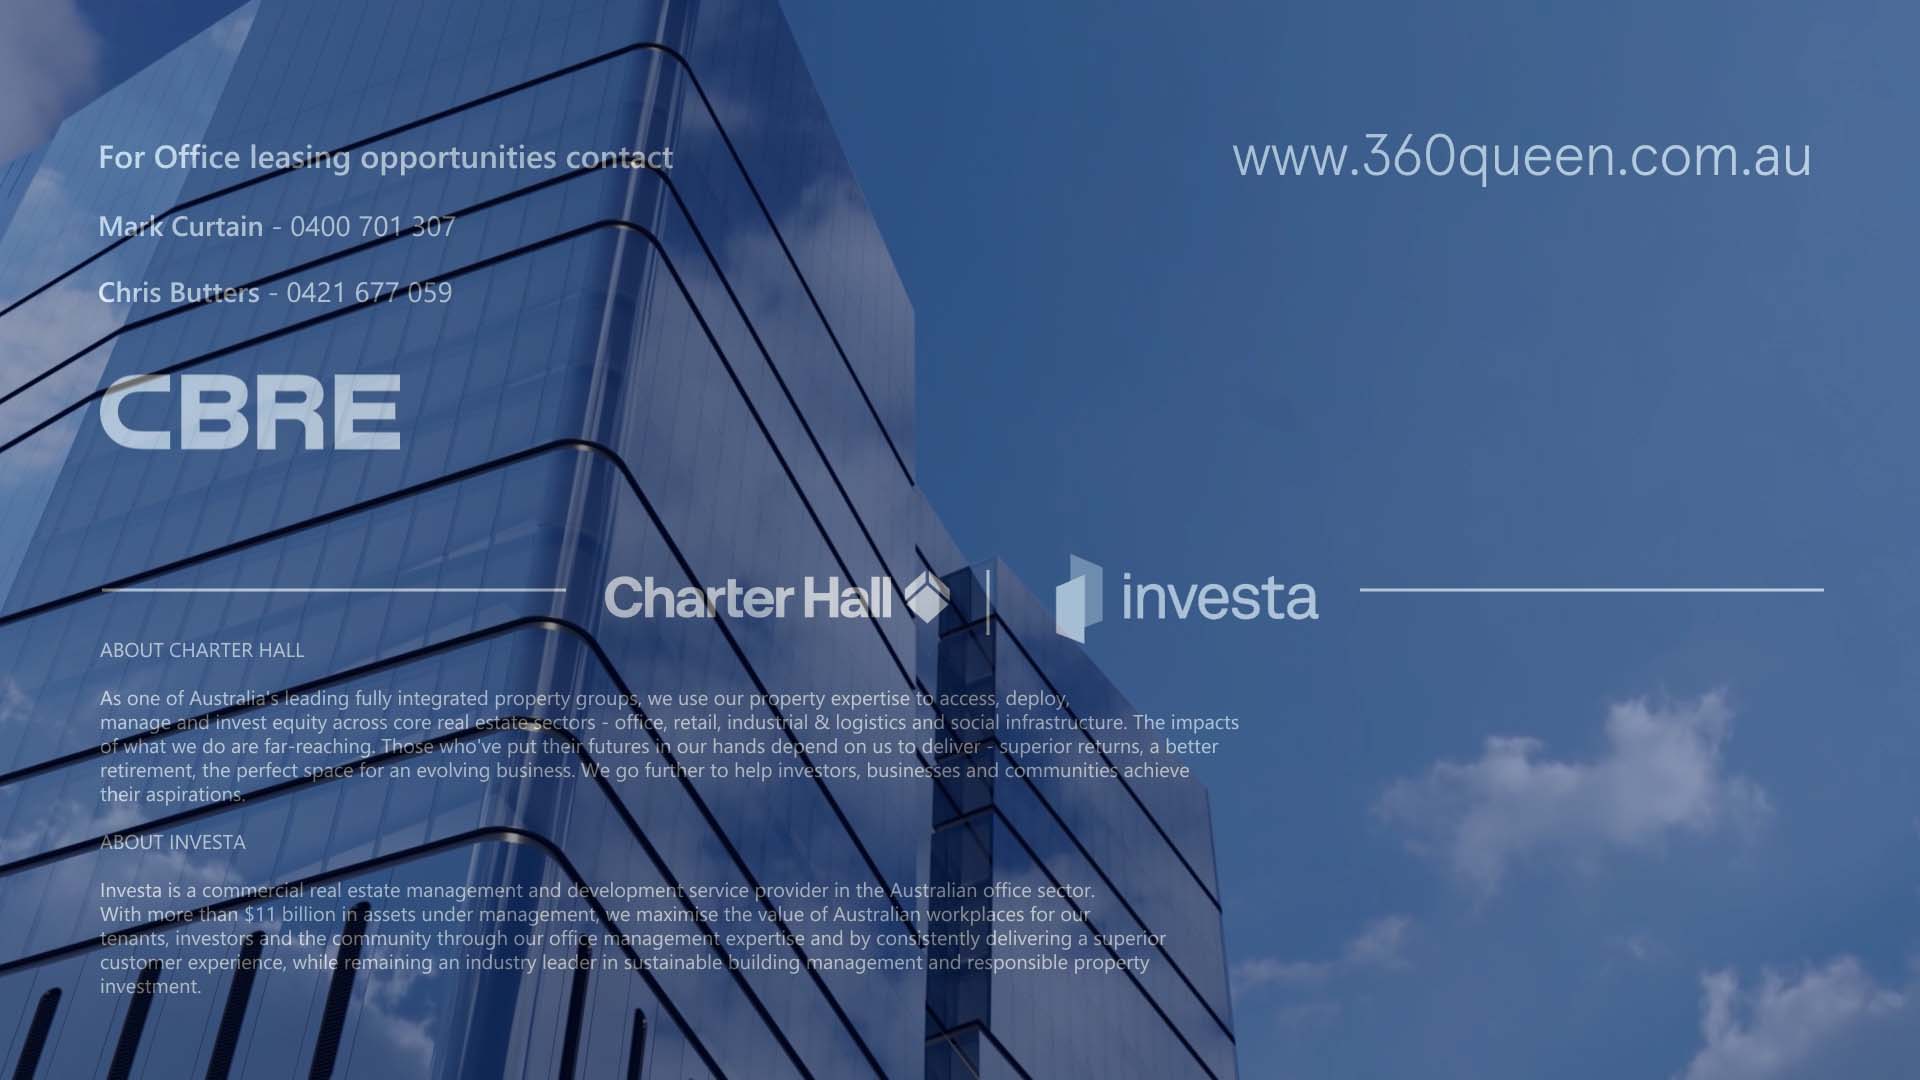 For Office leasing opportunities contact
www.360queen.com.au
Mark Curtain - 0400 701 307
Chris Butters - 0421 677 059
CBRE
Charter Hall | investa
ABOUT CHARTER HALL
As one of Australia's leading fully integrated property groups, we use our property expertise to access, deploy,
manage and invest equity across core real estate sectors - office, retail, industrial & logistics and social infrastructure. The impacts
of what we do are far-reaching. Those who've put their futures in our hands depend on us to deliver - superior returns, a better
retirement, the perfect space for an evolving business. We go further to help investors, businesses and communities achieve
their aspirations.
ABOUT INVESTA
Investa is a commercial real estate management and development service provider in the Australian office sector.
With more than $11 billion in assets under management, we maximise the value of Australian workplaces for our
tenants, investors and the community through our office management expertise and by consistently delivering a superior
customer experience, while remaining an industry leader in sustainable building management and responsible property
investment.